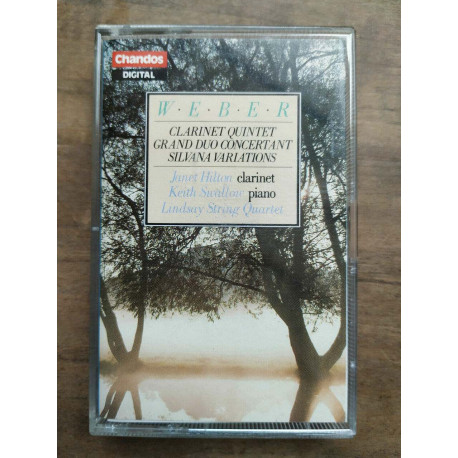 Chandos
DIGITAL
W·E·B·E·R
CLARINET QUINTET
GRAND DUO CONCERTANT
SILVANA VARIATIONS
Janet Hilton clarinet
Keith Swallow piano
Lindsay String Quartet